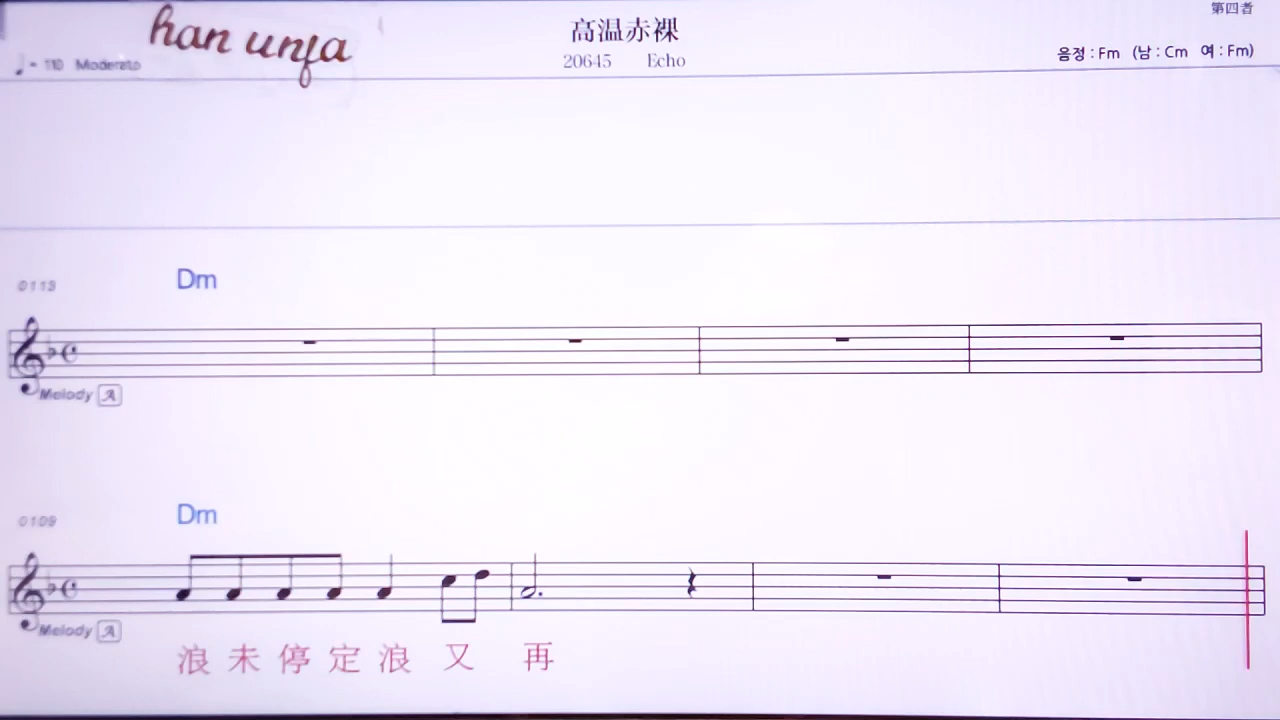 han unfa
♩= 110 Moderato
高温赤裸
20645 Echo
第四者
음정 : Fm (남 : Cm 여 : Fm)
0113
Dm
Melody A
0109
Dm
Melody A
浪未停定浪又再